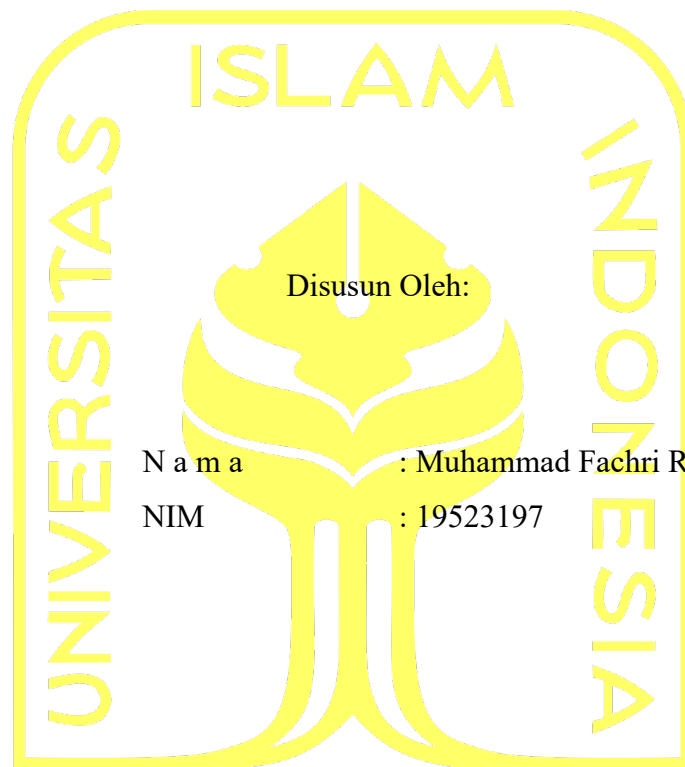 ISLAM
UNIVERSITAS
INDONESIA
Disusun Oleh:
N a m a : Muhammad Fachri R
NIM : 19523197